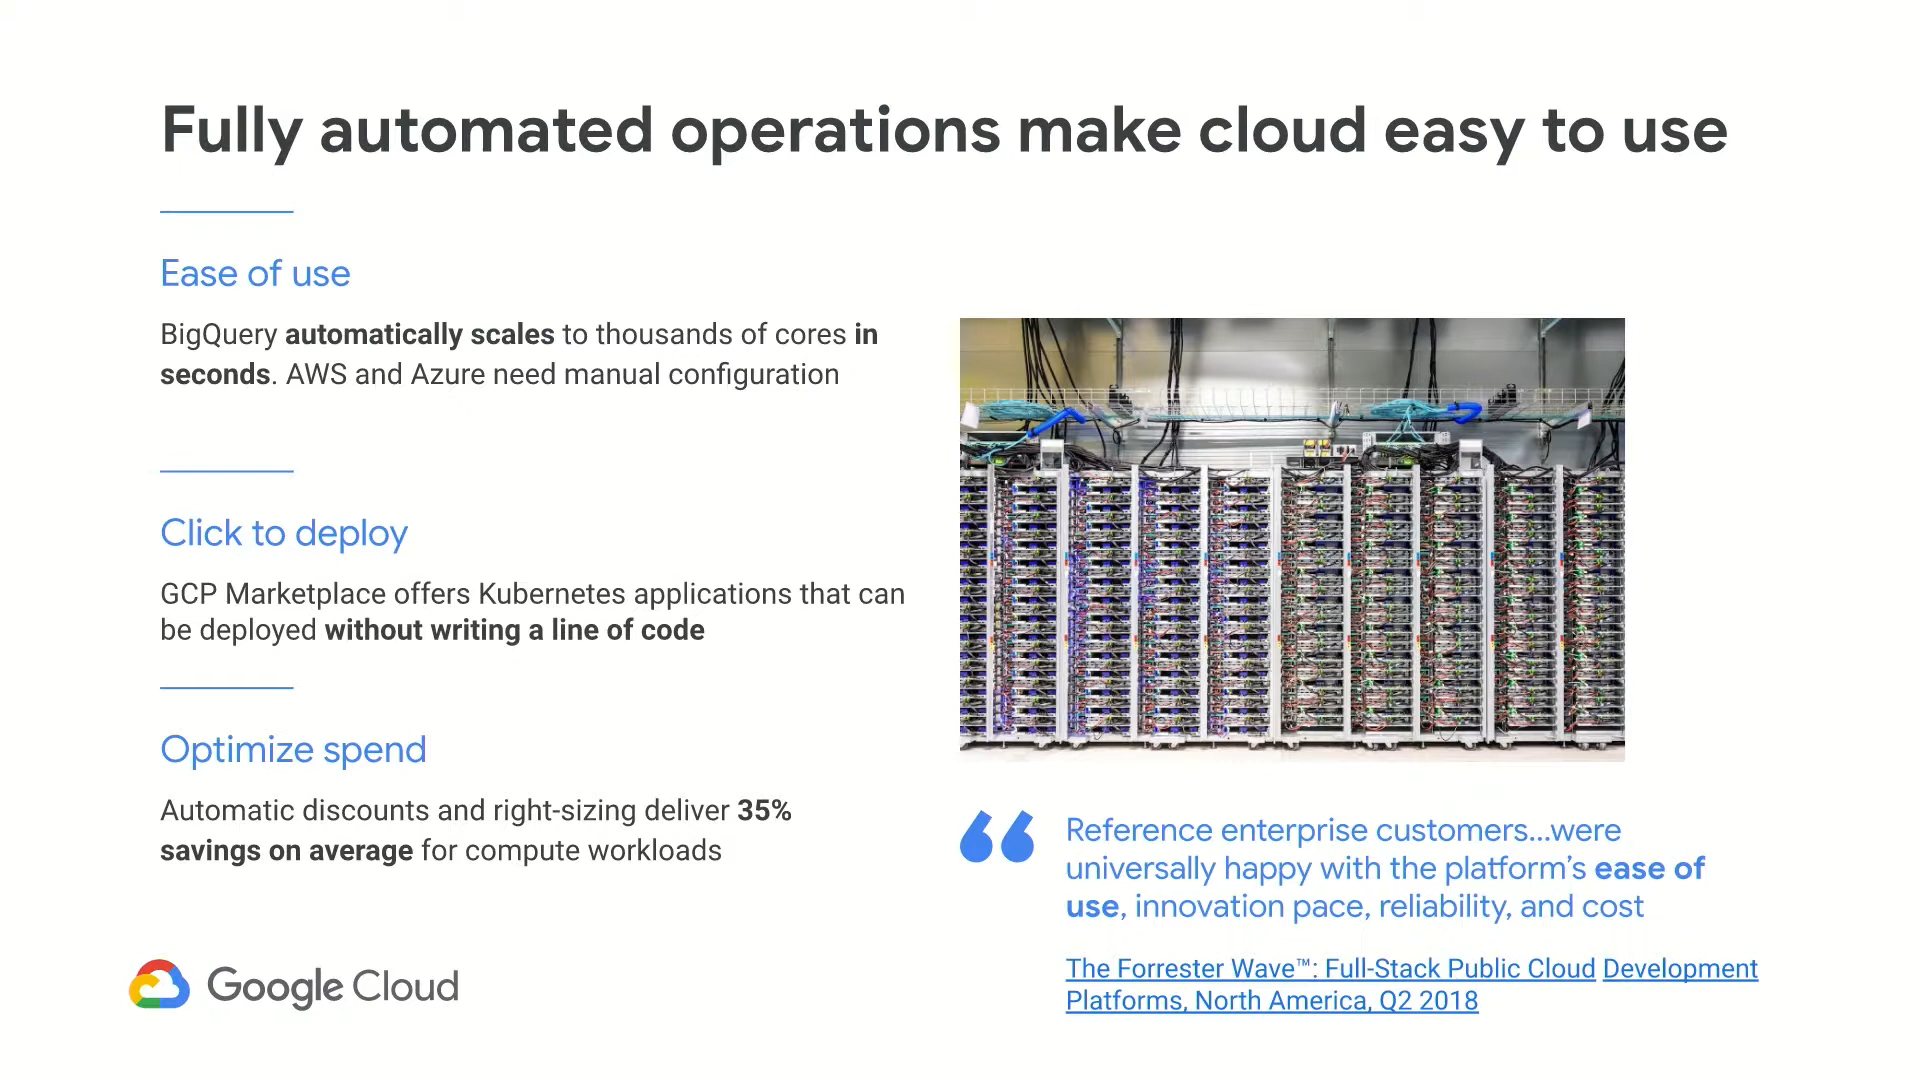 Fully automated operations make cloud easy to use
Ease of use
BigQuery automatically scales to thousands of cores in
seconds. AWS and Azure need manual configuration
Click to deploy
GCP Marketplace offers Kubernetes applications that can
be deployed without writing a line of code
Optimize spend
Automatic discounts and right-sizing deliver 35%
savings on average for compute workloads
“
Reference enterprise customers...were
universally happy with the platform’s ease of
use, innovation pace, reliability, and cost
The Forrester Wave™: Full-Stack Public Cloud Development
Platforms, North America, Q2 2018
Google Cloud